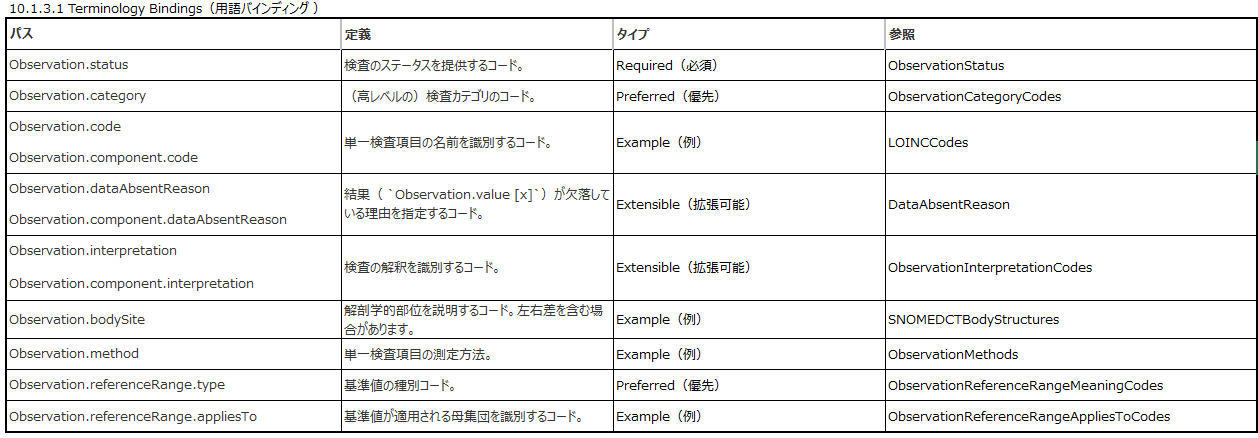 10.1.3.1 Terminology Bindings（用語バインディング）
パス 定義 タイプ 参照
Observation.status 検査のステータスを提供するコード。 Required（必須） ObservationStatus
Observation.category （高レベルの）検査カテゴリのコード。 Preferred（優先） ObservationCategoryCodes
Observation.code
Observation.component.code
単一検査項目の名前を識別するコード。 Example（例） LOINCCodes
Observation.dataAbsentReason
Observation.component.dataAbsentReason
結果（ `Observation.value [x]`）が欠落して
いる理由を指定するコード。
Extensible（拡張可能） DataAbsentReason
Observation.interpretation
Observation.component.interpretation
検査の解釈を識別するコード。 Extensible（拡張可能） ObservationInterpretationCodes
Observation.bodySite
解剖学的部位を説明するコード。左右差を含む場
合があります。
Example（例） SNOMEDCTBodyStructures
Observation.method 単一検査項目の測定方法。 Example（例） ObservationMethods
Observation.referenceRange.type 基準値の種別コード。 Preferred（優先） ObservationReferenceRangeMeaningCodes
Observation.referenceRange.appliesTo 基準値が適用される母集団を識別するコード。 Example（例） ObservationReferenceRangeAppliesToCodes